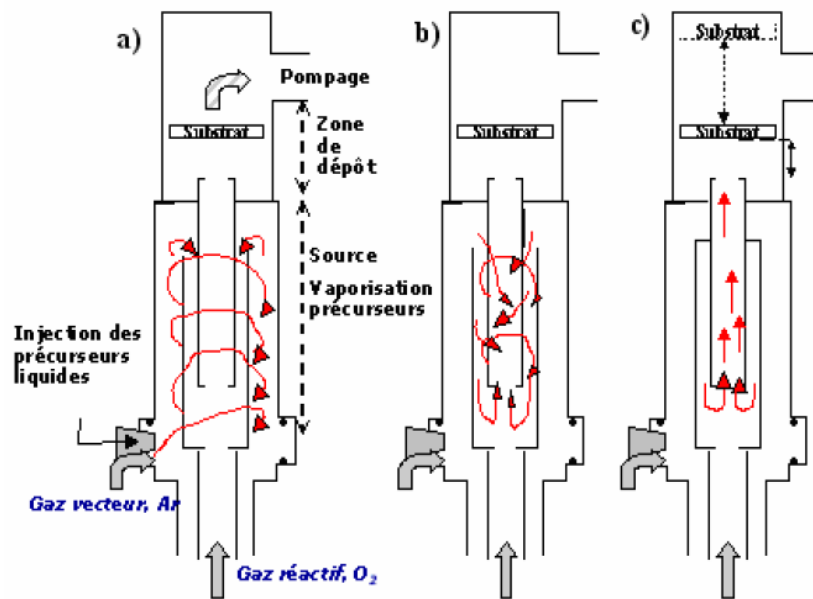 a)
Pompage
Substrat
Zone
de
dépôt
Source
Vaporisation
précurseurs
Injection des
précurseurs
liquides
Gaz vecteur, Ar
Gaz réactif, O₂
b)
Substrat
c)
Substrat
Substrat